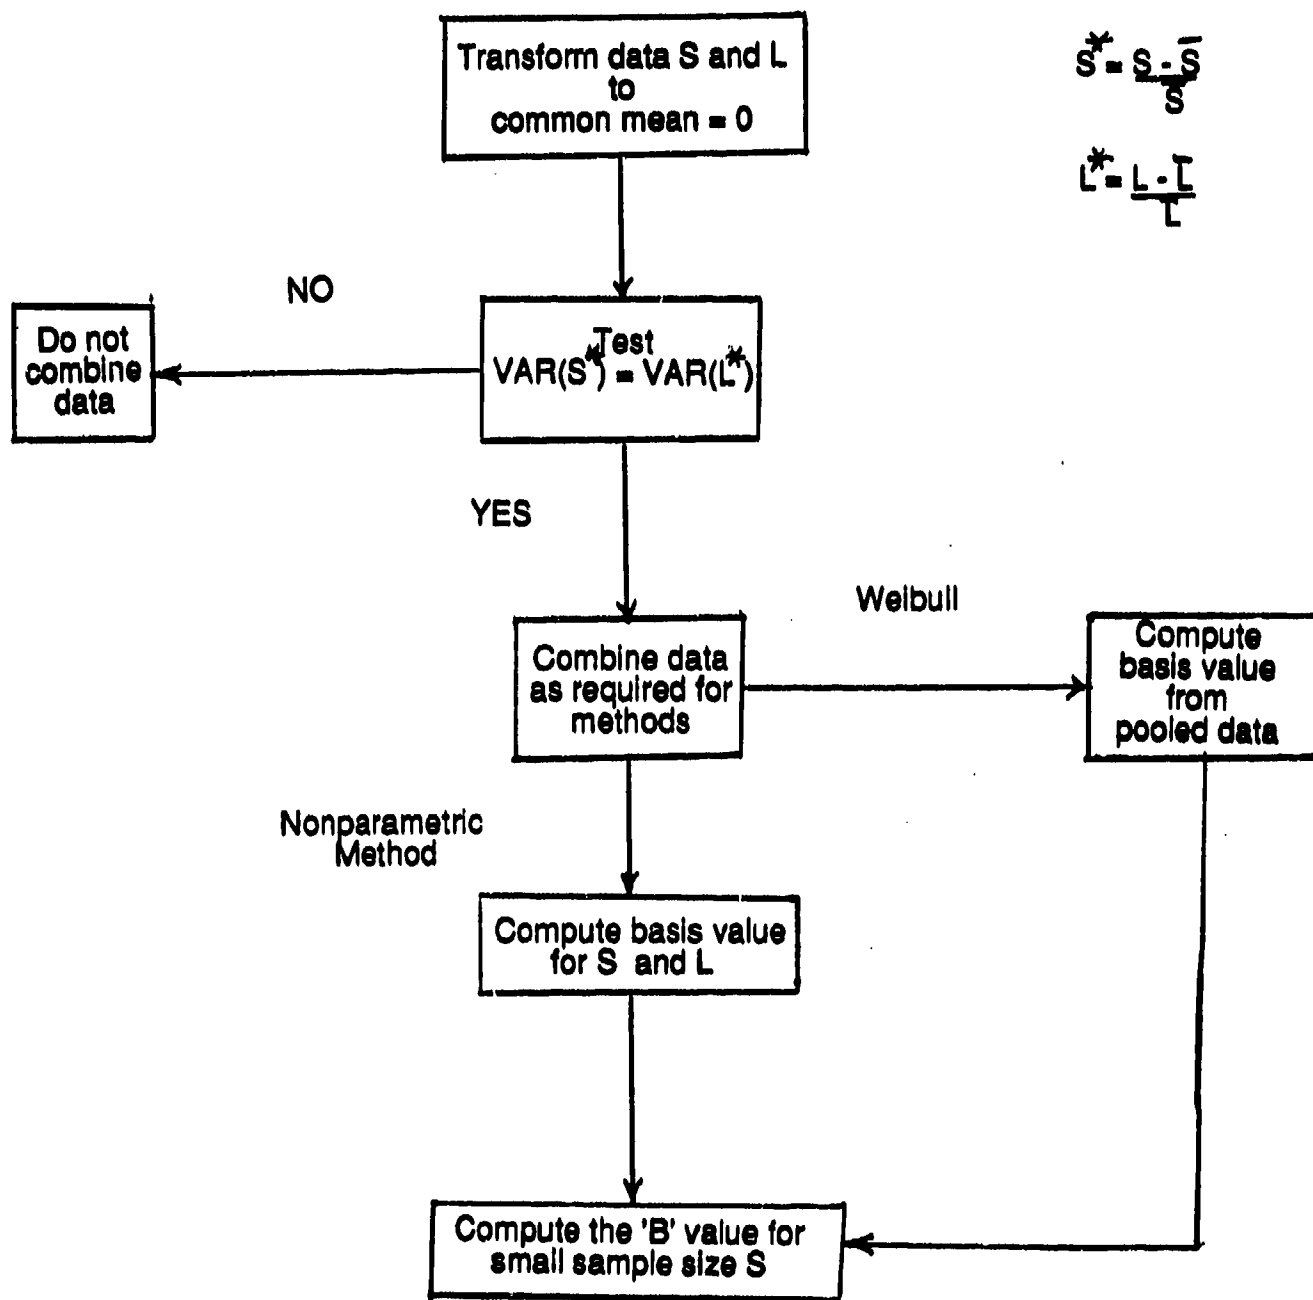 Transform data S and L
to
common mean = 0
S* = S - S̅
S̅
L* = L - L̅
L̅
NO
Do not
combine
data
Test
VAR(S*) = VAR(L*)
YES
Weibull
Combine data
as required for
methods
Compute
basis value
from
pooled data
Nonparametric
Method
Compute basis value
for S and L
Compute the 'B' value for
small sample size S